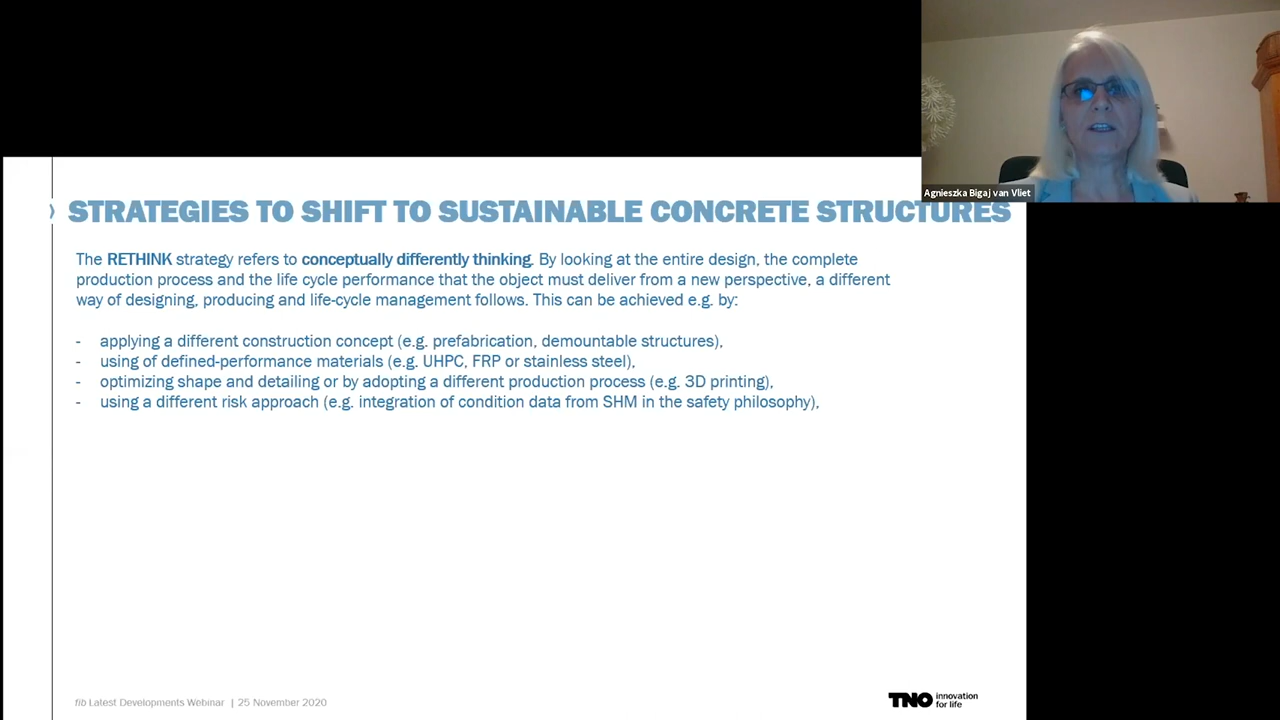 Agnieszka Bigaj van Vliet
STRATEGIES TO SHIFT TO SUSTAINABLE CONCRETE STRUCTURES
The RETHINK strategy refers to conceptually differently thinking. By looking at the entire design, the complete
production process and the life cycle performance that the object must deliver from a new perspective, a different
way of designing, producing and life-cycle management follows. This can be achieved e.g. by:
- applying a different construction concept (e.g. prefabrication, demountable structures),
- using of defined-performance materials (e.g. UHPC, FRP or stainless steel),
- optimizing shape and detailing or by adopting a different production process (e.g. 3D printing),
- using a different risk approach (e.g. integration of condition data from SHM in the safety philosophy),
fib Latest Developments Webinar | 25 November 2020
TNO innovation
for life